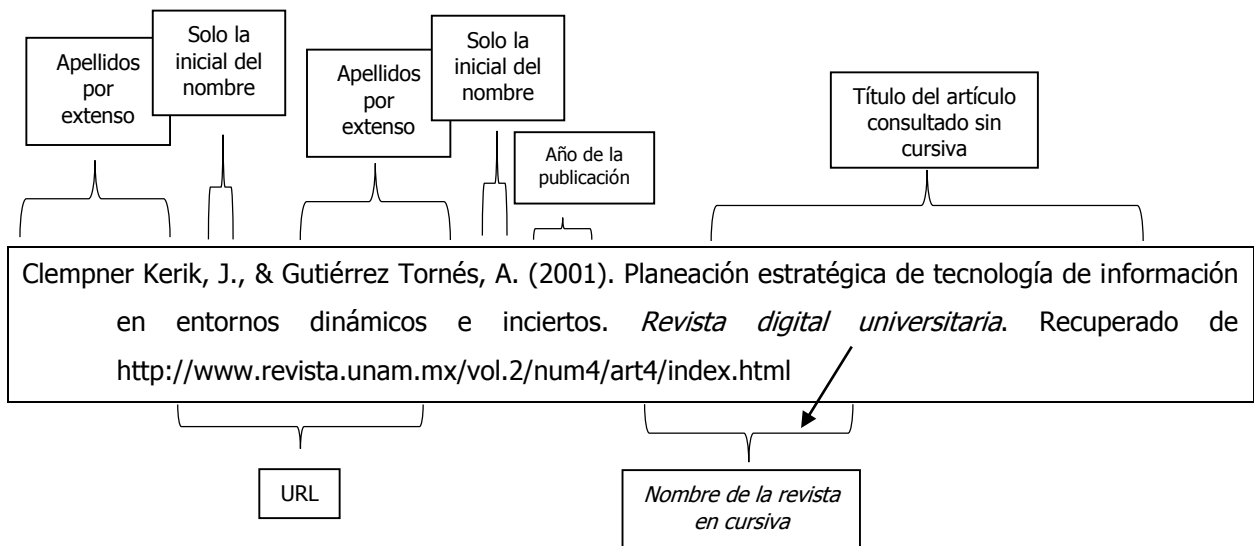 Apellidos
por
extenso
Solo la
inicial del
nombre
Apellidos
por
extenso
Solo la
inicial del
nombre
Año de la
publicación
Título del artículo
consultado sin
cursiva
Clempner Kerik, J., & Gutiérrez Tornés, A. (2001). Planeación estratégica de tecnología de información
en entornos dinámicos e inciertos. Revista digital universitaria. Recuperado de
http://www.revista.unam.mx/vol.2/num4/art4/index.html
URL
Nombre de la revista
en cursiva